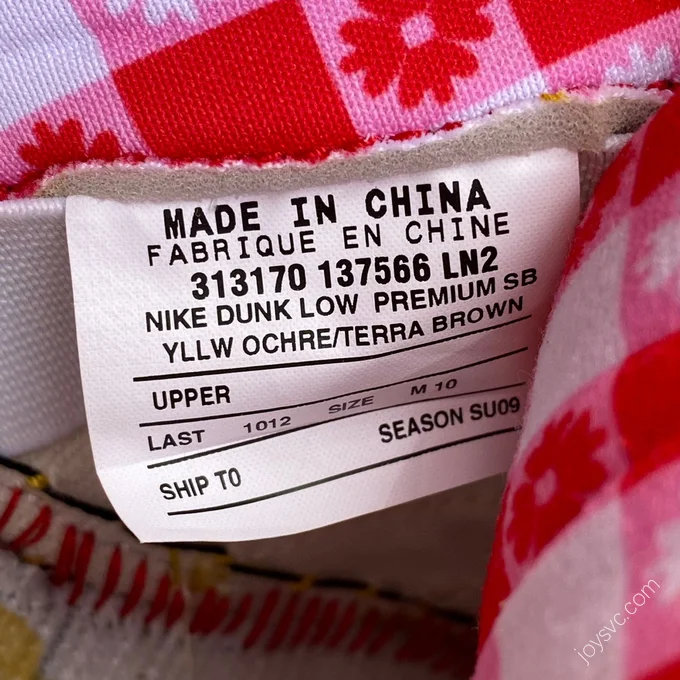 MADE IN CHINA
FABRIQUE EN CHINE
313170 137566 LN2
NIKE DUNK LOW PREMIUM SB
YLLW OCHRE/TERRA BROWN
UPPER
LAST 1012 SIZE M 10
SEASON SU09
SHIP TO
joysvc.com